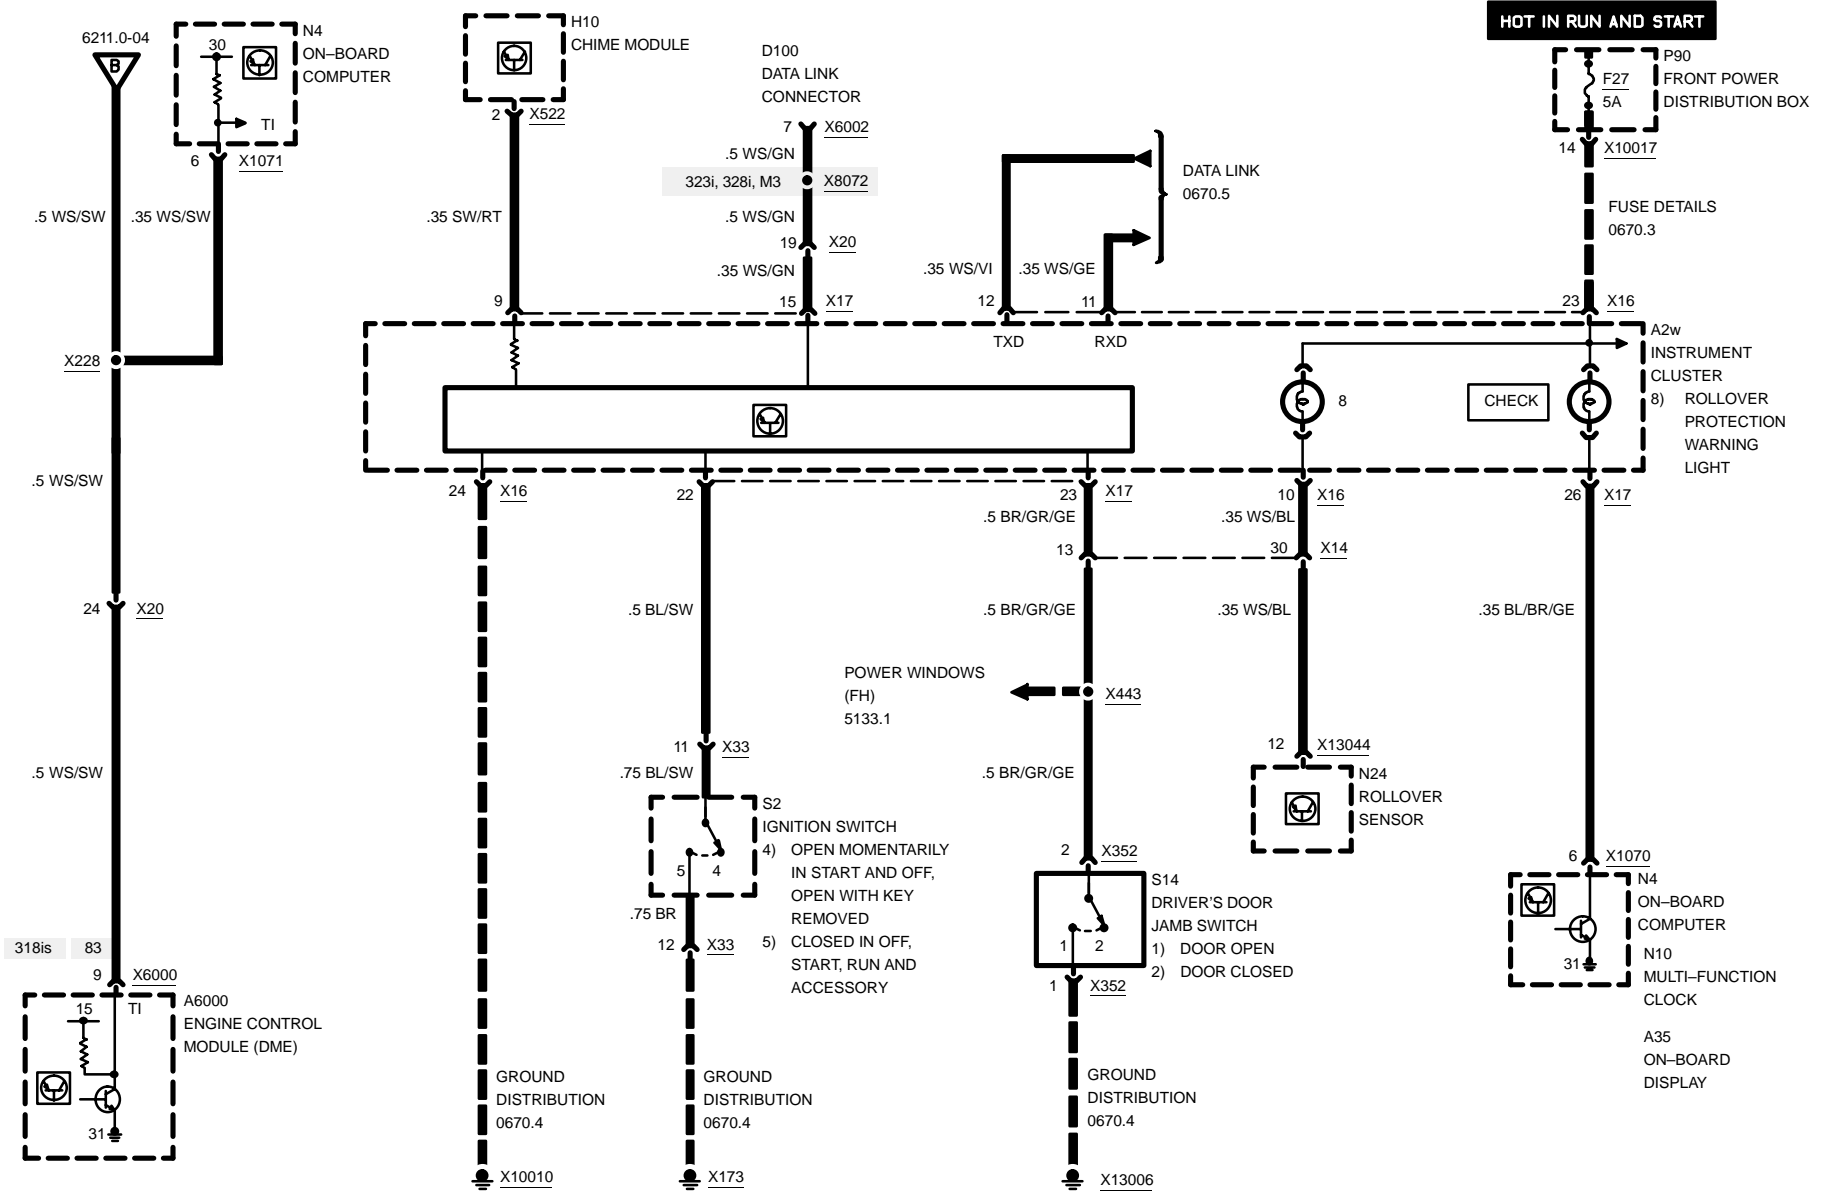 HOT IN RUN AND START
6211.0-04
B
N4
ON–BOARD
COMPUTER
30
TI
6
X1071
.5 WS/SW
.35 WS/SW
X228
.5 WS/SW
24
X20
.5 WS/SW
318is
83
9
X6000
A6000
ENGINE CONTROL
MODULE (DME)
15
TI
31
H10
CHIME MODULE
2
X522
.35 SW/RT
9
D100
DATA LINK
CONNECTOR
7
X6002
.5 WS/GN
323i, 328i, M3
X8072
.5 WS/GN
19
X20
.35 WS/GN
15
X17
DATA LINK
0670.5
.35 WS/VI
.35 WS/GE
12
11
TXD
RXD
P90
FRONT POWER
DISTRIBUTION BOX
F27
5A
14
X10017
FUSE DETAILS
0670.3
23
X16
A2w
INSTRUMENT
CLUSTER
8)
ROLLOVER
PROTECTION
WARNING
LIGHT
8
CHECK
24
X16
22
23
X17
10
X16
26
X17
.5 BR/GR/GE
.35 WS/BL
13
30
X14
.5 BL/SW
.5 BR/GR/GE
.35 WS/BL
.35 BL/BR/GE
POWER WINDOWS
(FH)
5133.1
X443
11
X33
.75 BL/SW
.5 BR/GR/GE
12
X13044
N24
ROLLOVER
SENSOR
S2
IGNITION SWITCH
4)
OPEN MOMENTARILY
IN START AND OFF,
OPEN WITH KEY
REMOVED
5)
CLOSED IN OFF,
START, RUN AND
ACCESSORY
5
4
.75 BR
12
X33
2
X352
S14
DRIVER'S DOOR
JAMB SWITCH
1)
DOOR OPEN
2)
DOOR CLOSED
1
2
1
X352
6
X1070
N4
ON–BOARD
COMPUTER
N10
MULTI–FUNCTION
CLOCK
A35
ON–BOARD
DISPLAY
31
GROUND
DISTRIBUTION
0670.4
X10010
GROUND
DISTRIBUTION
0670.4
X173
GROUND
DISTRIBUTION
0670.4
X13006